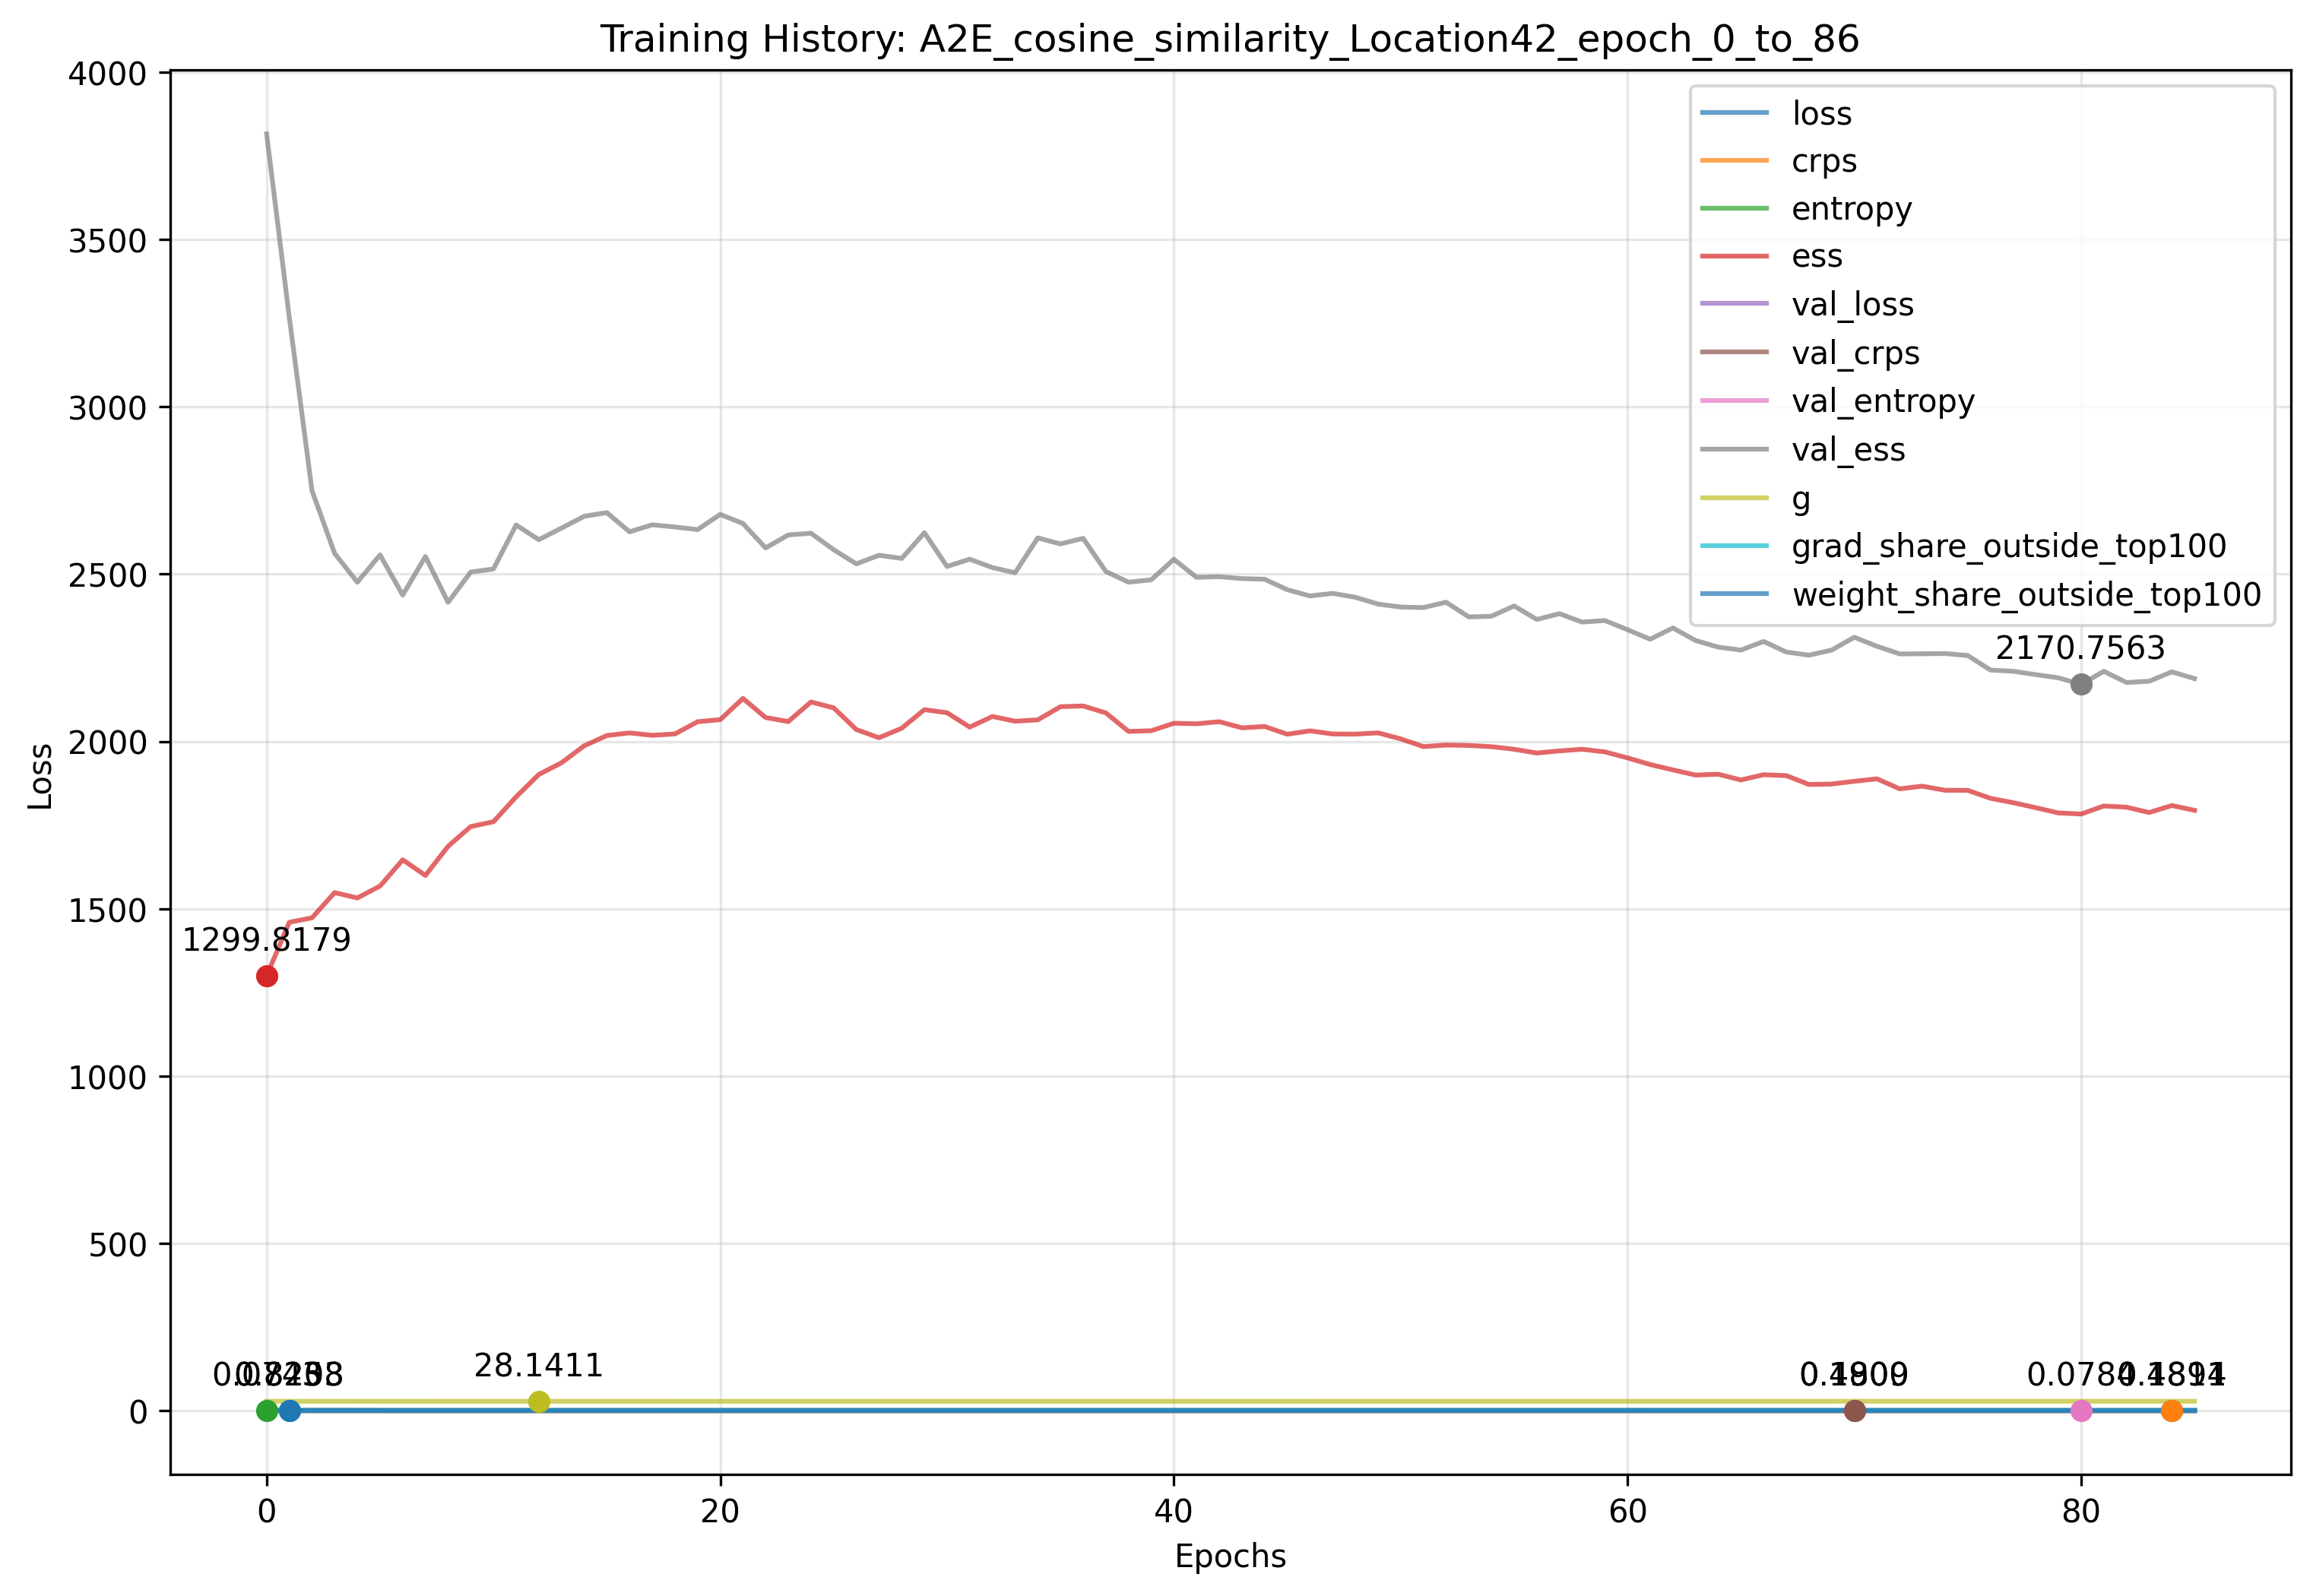 Training History: A2E_cosine_similarity_Location42_epoch_0_to_86
4000
3500
3000
2500
2000
1500
1000
500
0
Loss
loss
crps
entropy
ess
val_loss
val_crps
val_entropy
val_ess
g
grad_share_outside_top100
weight_share_outside_top100
2170.7563
1299.8179
28.1411
0
20
40
60
80
Epochs